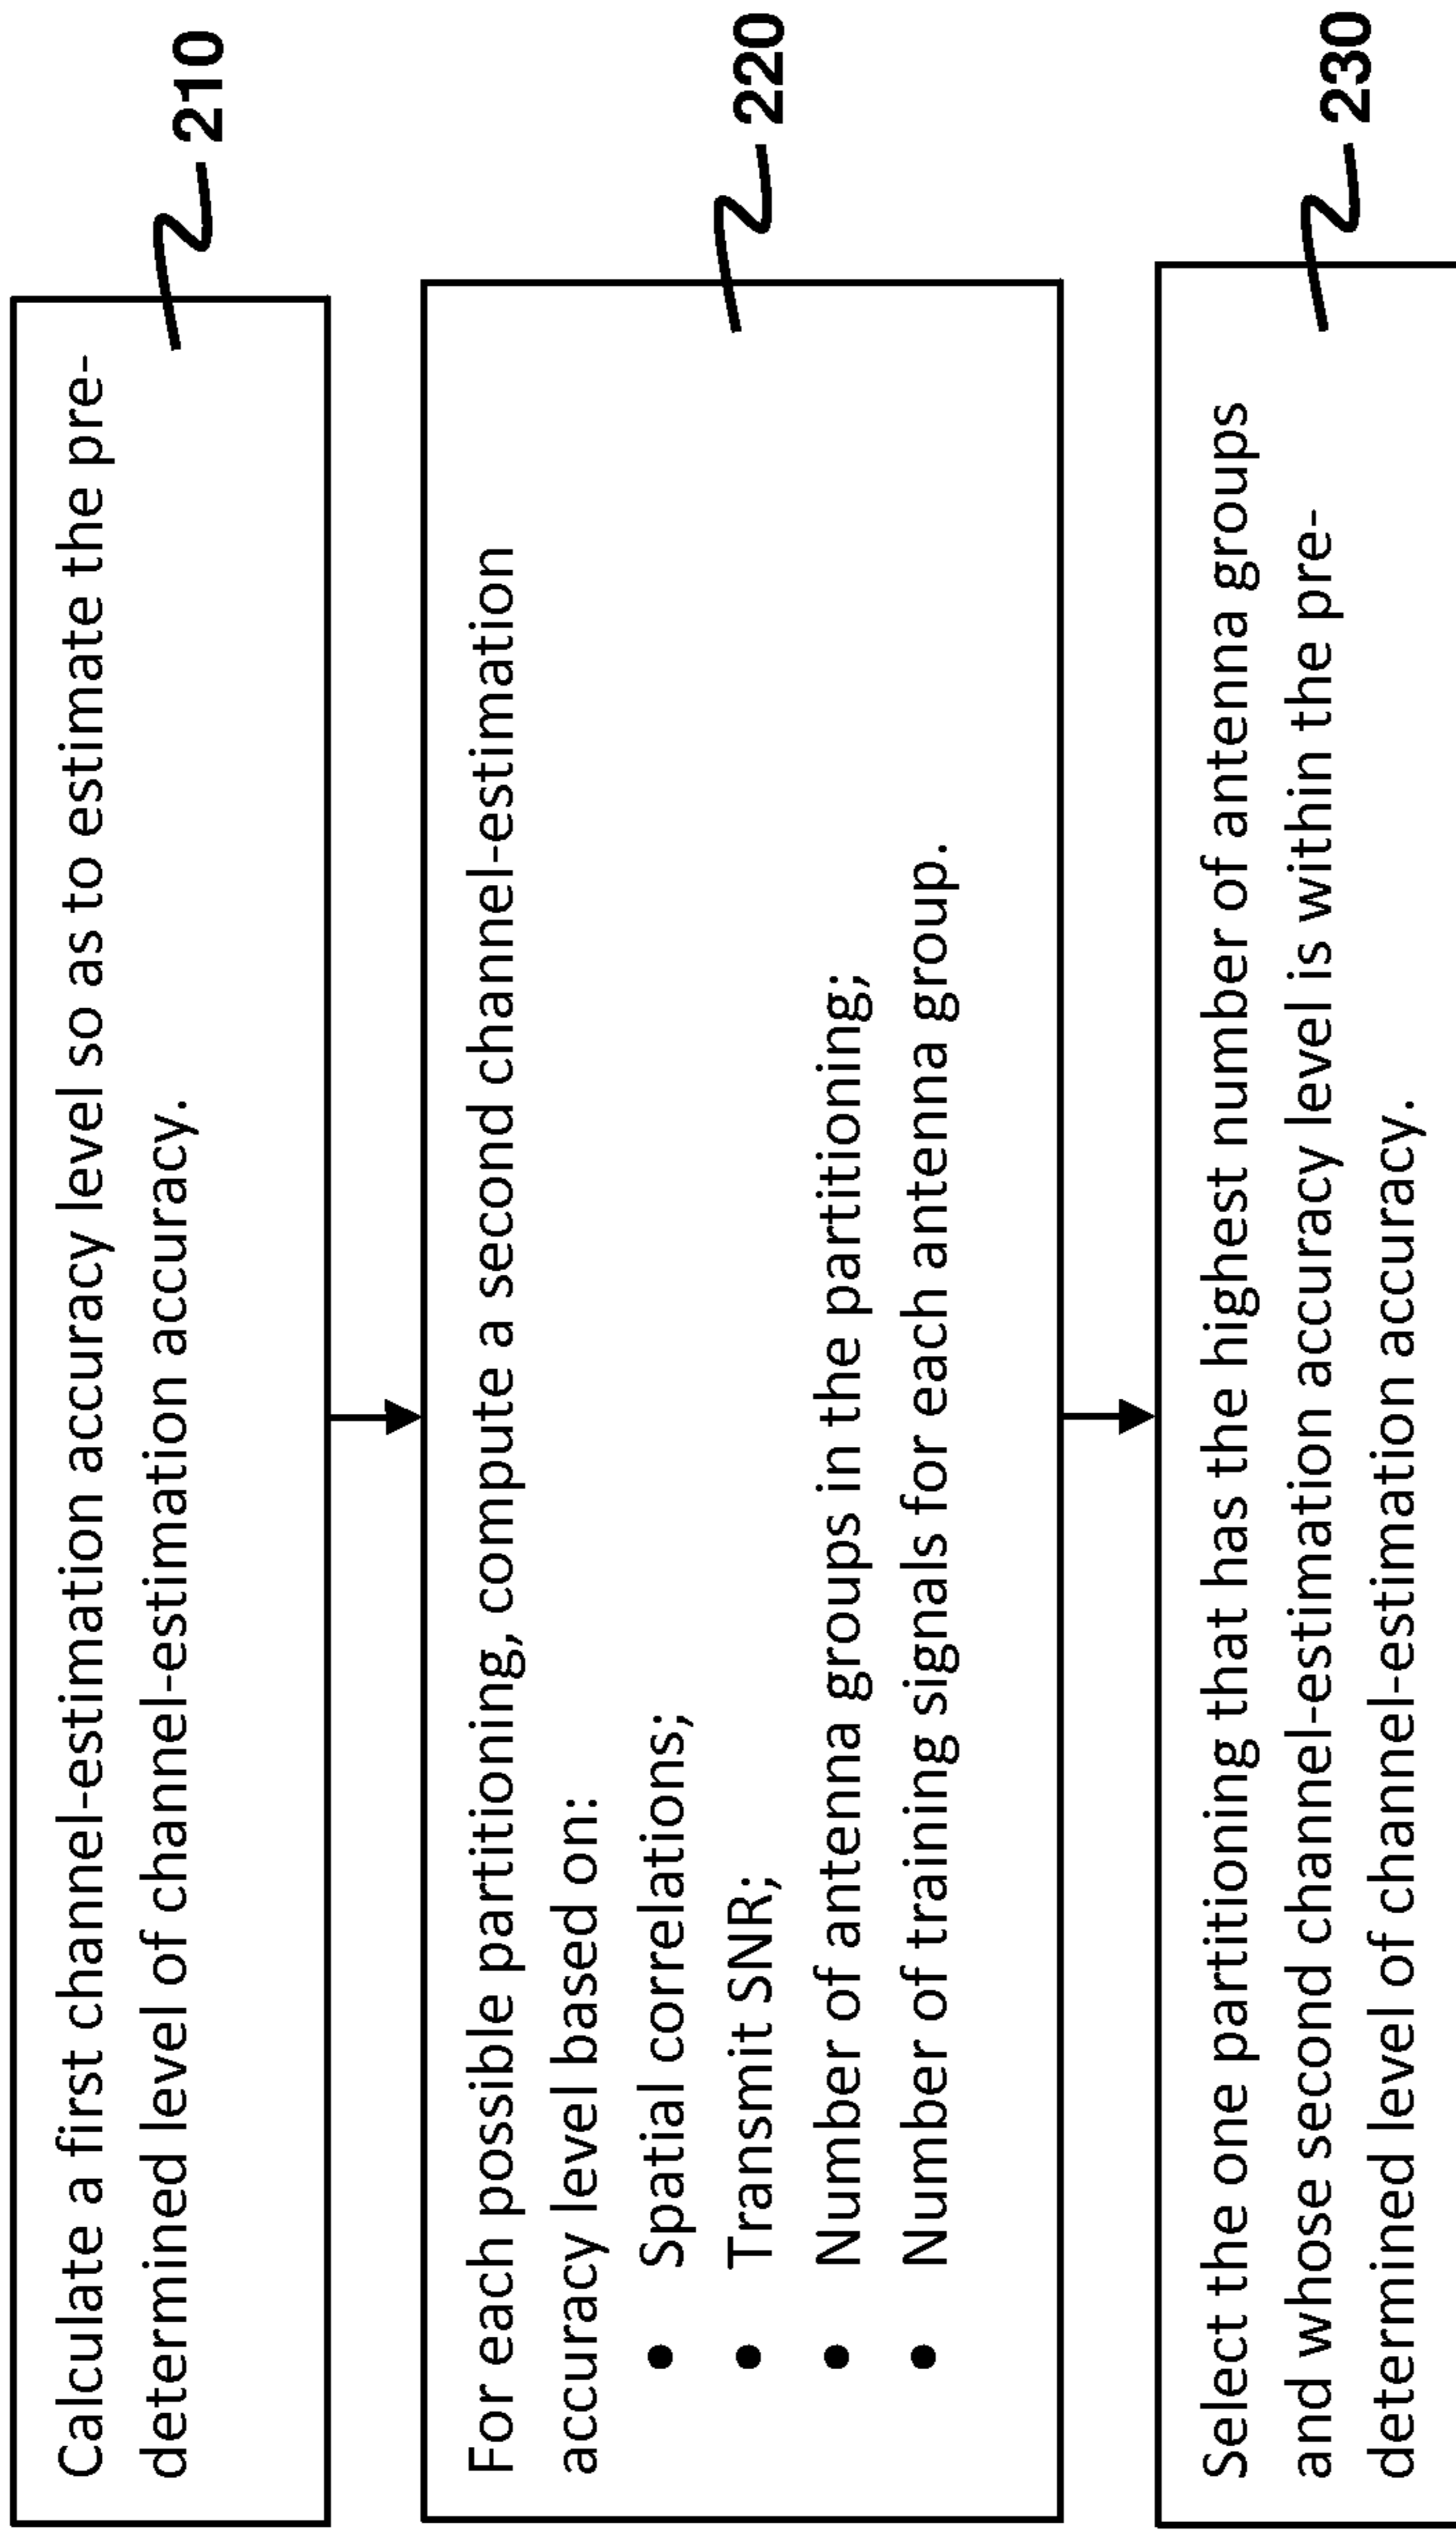 Calculate a first channel-estimation accuracy level so as to estimate the pre-
determined level of channel-estimation accuracy.
210
For each possible partitioning, compute a second channel-estimation
accuracy level based on:
• Spatial correlations;
• Transmit SNR;
• Number of antenna groups in the partitioning;
• Number of training signals for each antenna group.
220
Select the one partitioning that has the highest number of antenna groups
and whose second channel-estimation accuracy level is within the pre-
determined level of channel-estimation accuracy.
230